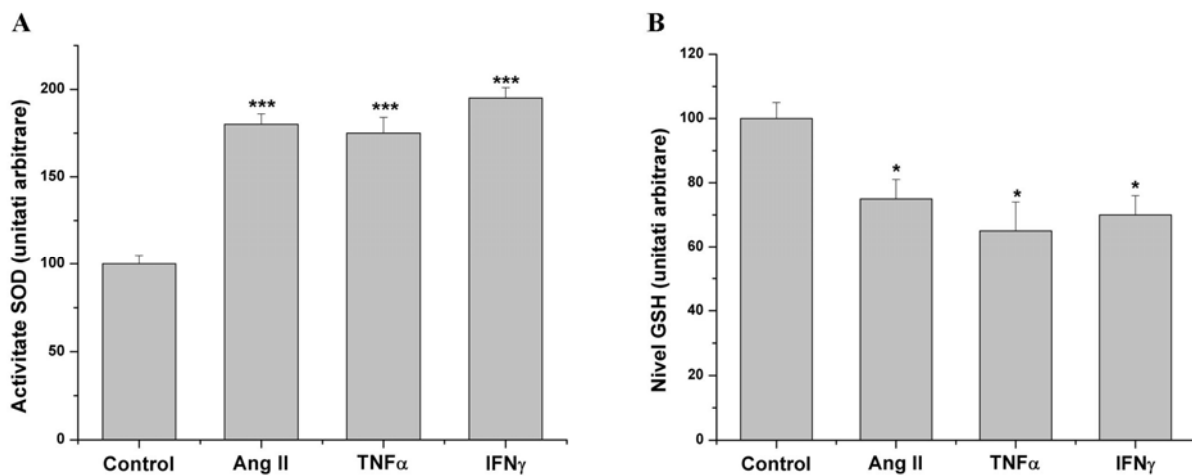 A
Activitate SOD (unitati arbitrare)
200
150
100
50
0
***
***
***
Control
Ang II
TNFα
IFNγ
B
Nivel GSH (unitati arbitrare)
120
100
80
60
40
20
0
*
*
*
Control
Ang II
TNFα
IFNγ